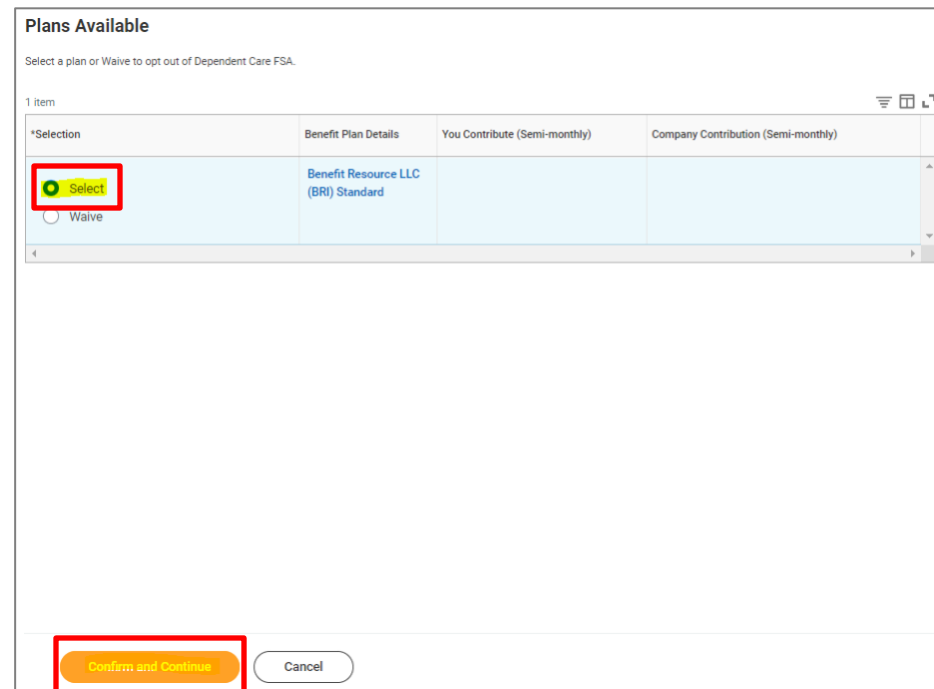 Plans Available
Select a plan or Waive to opt out of Dependent Care FSA.
1 item
*Selection Benefit Plan Details You Contribute (Semi-monthly) Company Contribution (Semi-monthly)
Select
Benefit Resource LLC
(BRI) Standard
Waive
Confirm and Continue Cancel